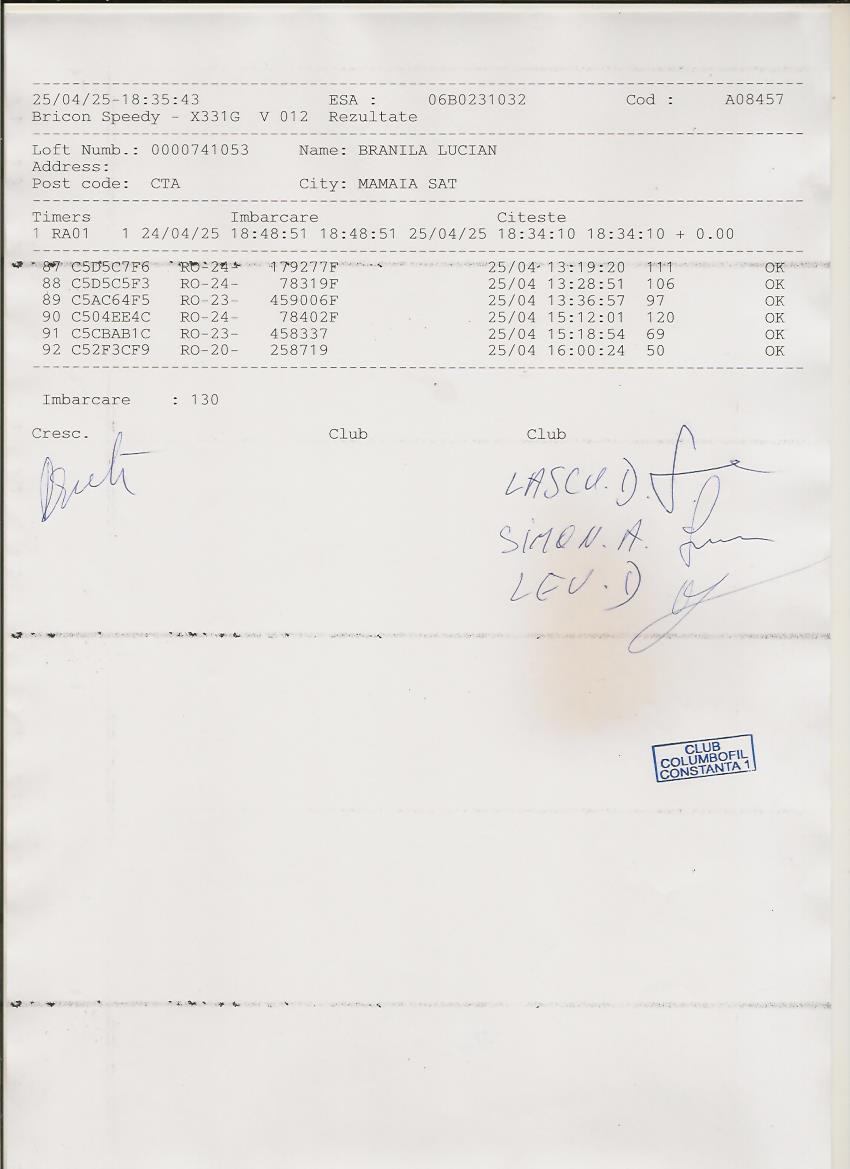 25/04/25-18:35:43 ESA : 06B0231032 Cod : A08457
Bricon Speedy - X331G V 012 Rezultate
Loft Numb.: 0000741053 Name: BRANILA LUCIAN
Address:
Post code: CTA City: MAMAIA SAT
Timers Imbarcare Citeste
1 RA01 1 24/04/25 18:48:51 18:48:51 25/04/25 18:34:10 18:34:10 + 0.00
87 C5D5C7F6 RO-24- 179277F 25/04 13:19:20 111 OK
88 C5D5C5F3 RO-24- 78319F 25/04 13:28:51 106 OK
89 C5AC64F5 RO-23- 459006F 25/04 13:36:57 97 OK
90 C504EE4C RO-24- 78402F 25/04 15:12:01 120 OK
91 C5CBAB1C RO-23- 458337 25/04 15:18:54 69 OK
92 C52F3CF9 RO-20- 258719 25/04 16:00:24 50 OK
Imbarcare : 130
Cresc. Club Club
LASCU. D.
SIMON. A.
LEU. D
CLUB
COLUMBOFIL
CONSTANTA 1